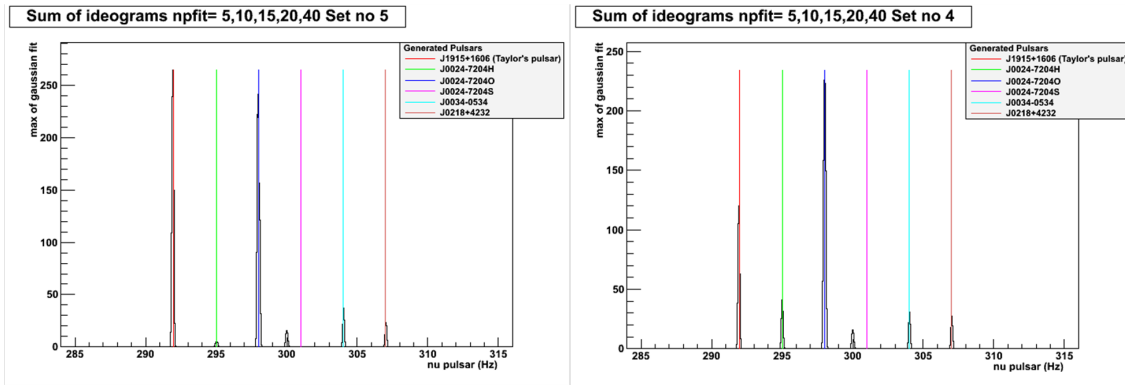 Sum of ideograms npfit= 5,10,15,20,40 Set no 5
max of gaussian fit
250
200
150
100
50
0
285
290
295
300
305
310
315
nu pulsar (Hz)
Generated Pulsars
J1915+1606 (Taylor's pulsar)
J0024-7204H
J0024-7204O
J0024-7204S
J0034-0534
J0218+4232
Sum of ideograms npfit= 5,10,15,20,40 Set no 4
max of gaussian fit
250
200
150
100
50
0
285
290
295
300
305
310
315
nu pulsar (Hz)
Generated Pulsars
J1915+1606 (Taylor's pulsar)
J0024-7204H
J0024-7204O
J0024-7204S
J0034-0534
J0218+4232